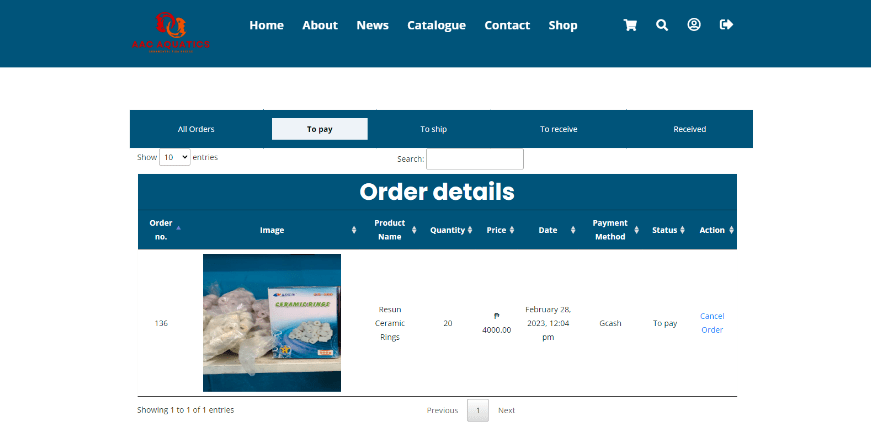 AAC AQUATICS
Home About News Catalogue Contact Shop
All Orders To pay To ship To receive Received
Show 10 entries Search:
Order details
Order no. Image Product Name Quantity Price Date Payment Method Status Action
136 Resun Ceramic Rings 20 ₱ 4000.00 February 28, 2023, 12:04 pm Gcash To pay Cancel Order
CERAMIC RINGS
Showing 1 to 1 of 1 entries Previous 1 Next